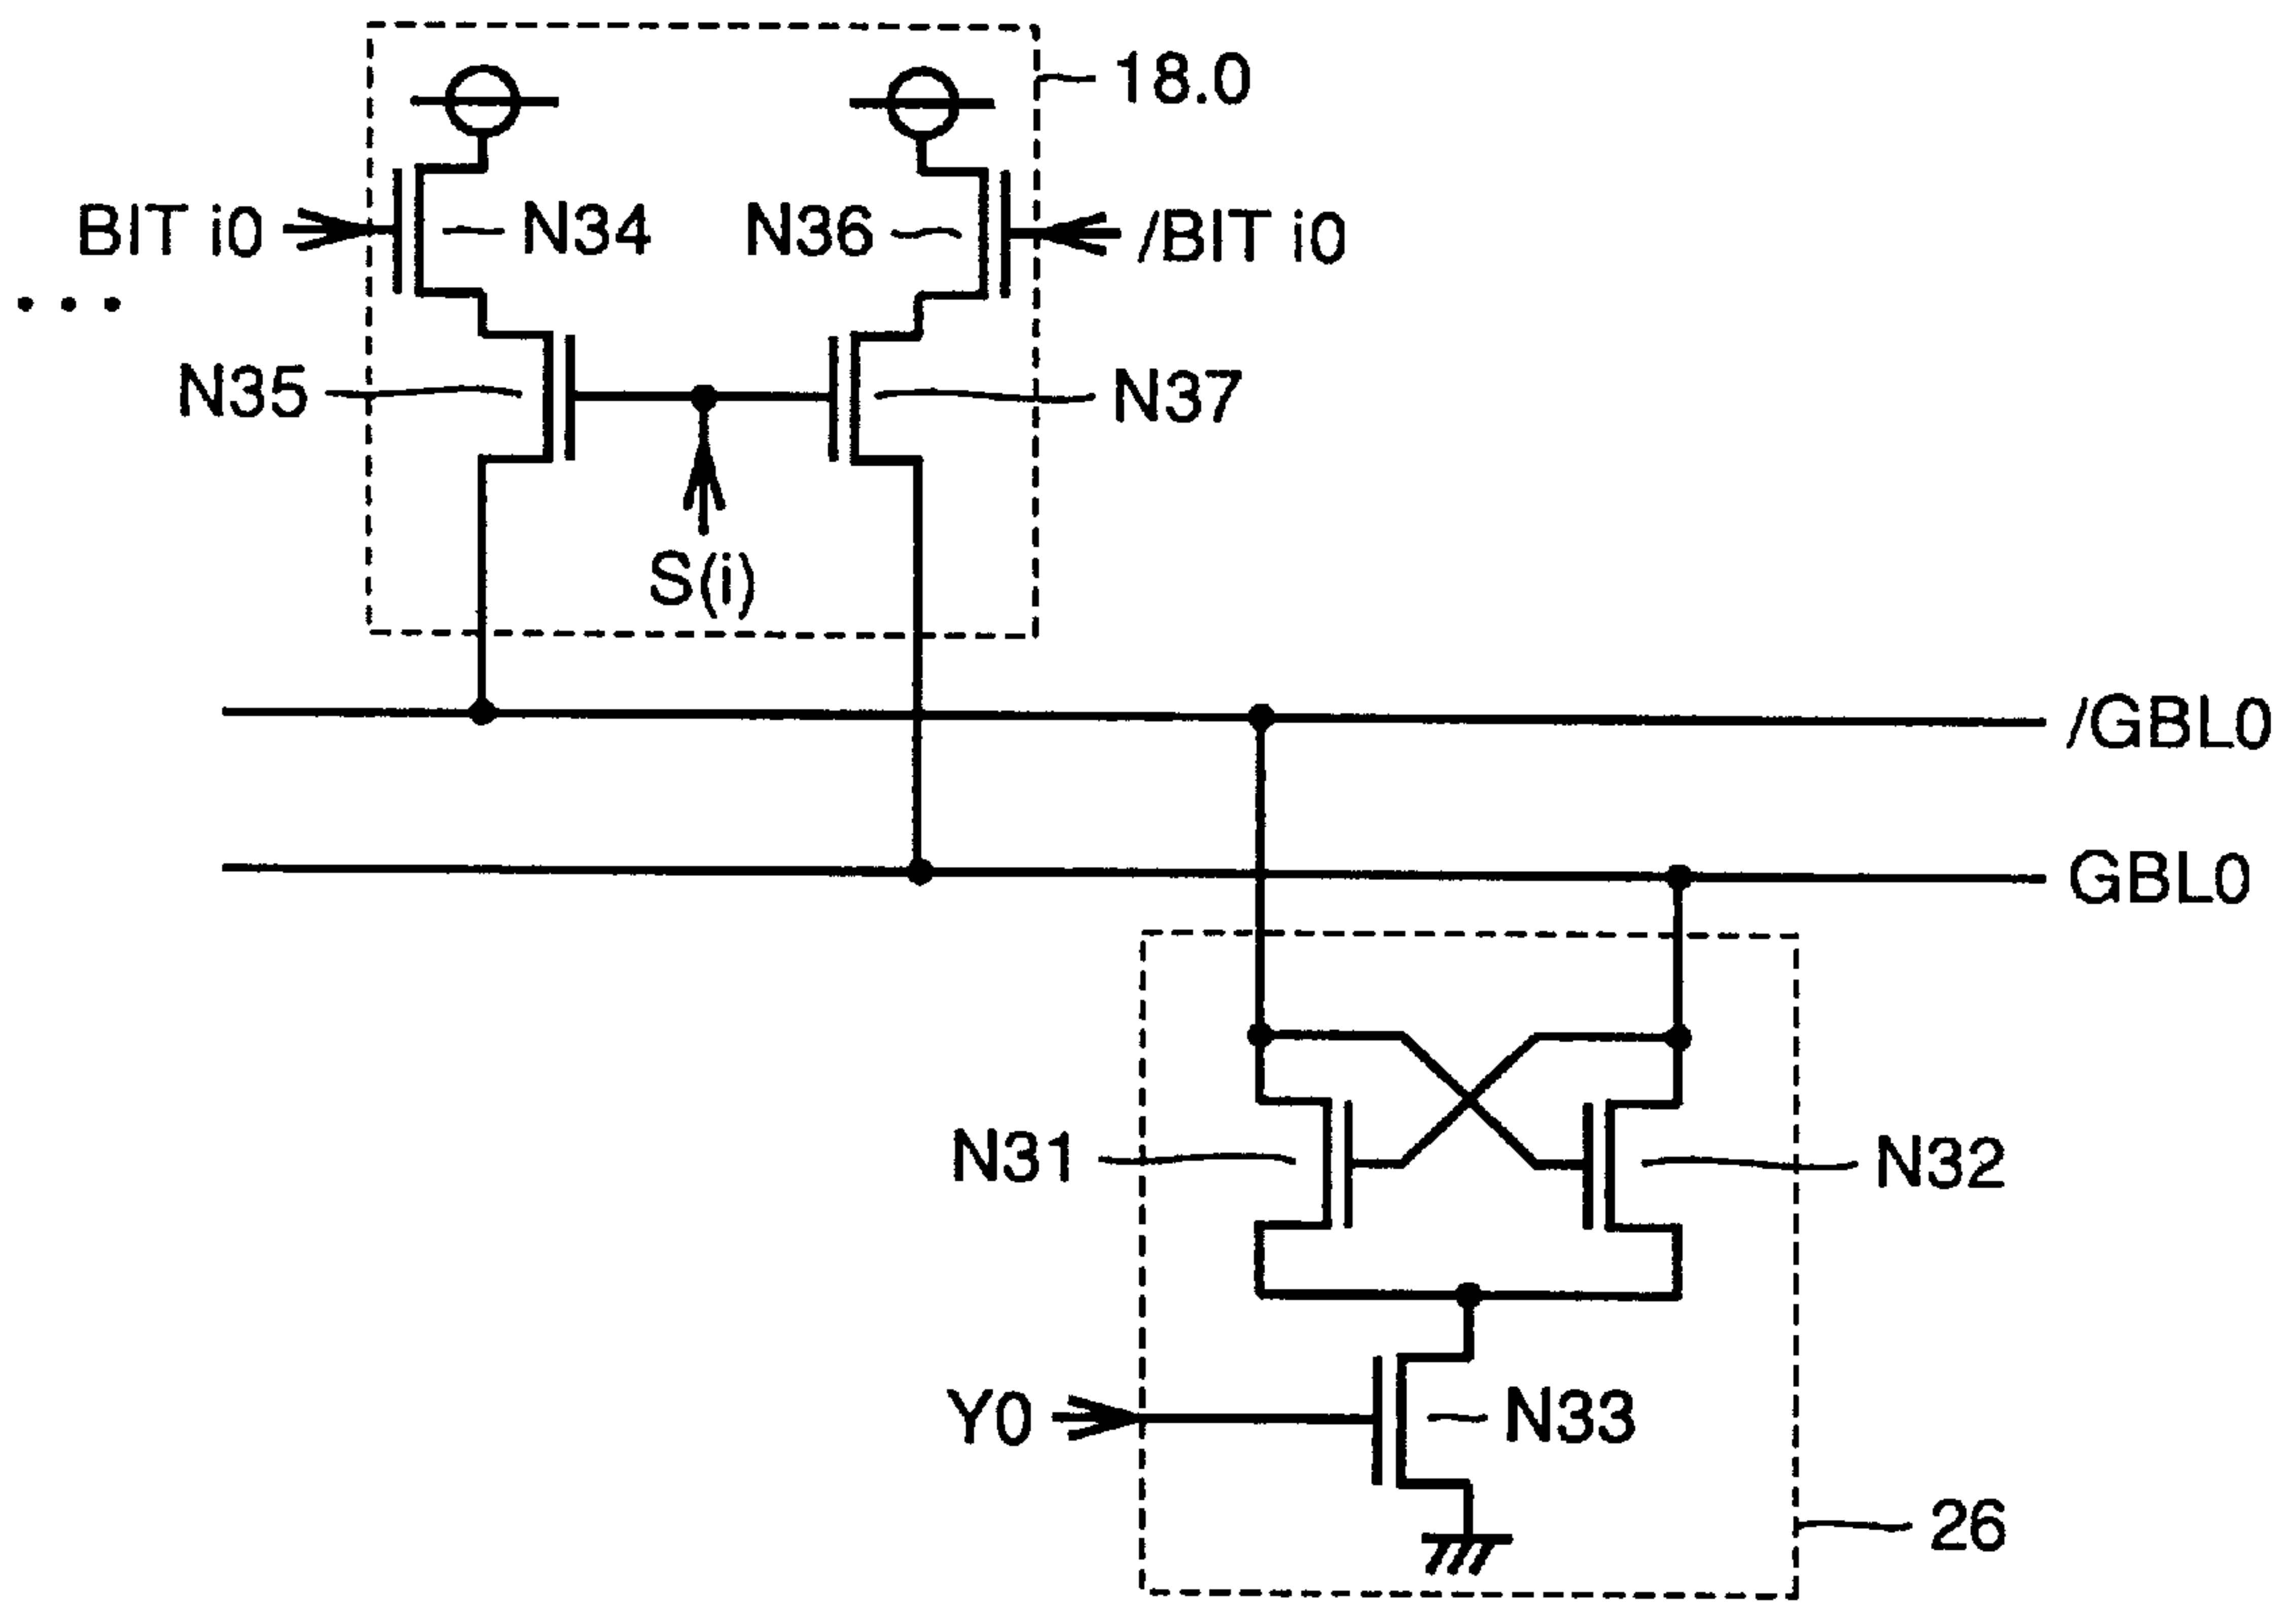 18.0
BIT i0
N34
N36
/BIT i0
...
N35
N37
S(i)
/GBL0
GBL0
N31
N32
Y0
N33
26